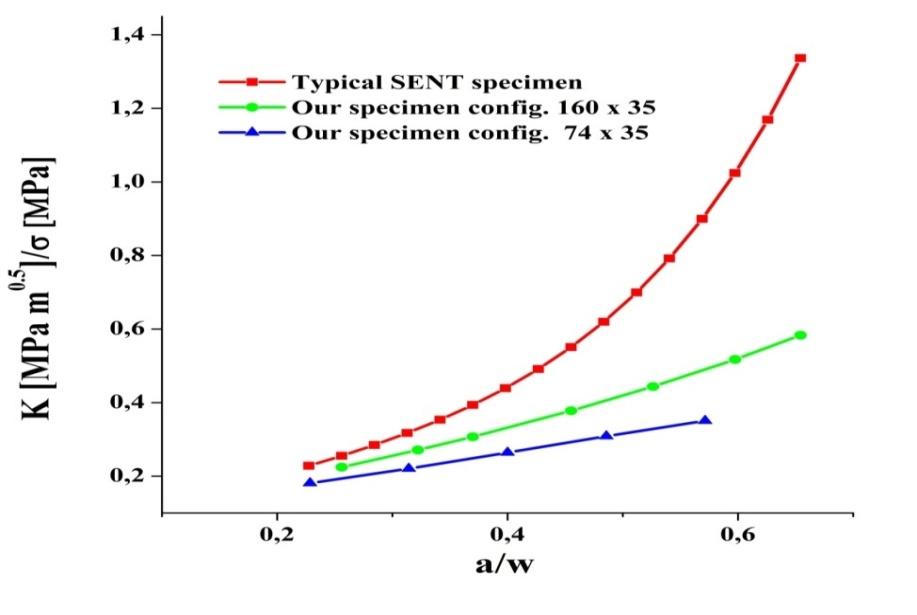 1,4
Typical SENT specimen
1,2
Our specimen config. 160 x 35
Our specimen config. 74 x 35
1,0
0,8
0,6
0,4
0,2
K [MPa m^0.5]/σ [MPa]
0,2 0,4 0,6
a/w